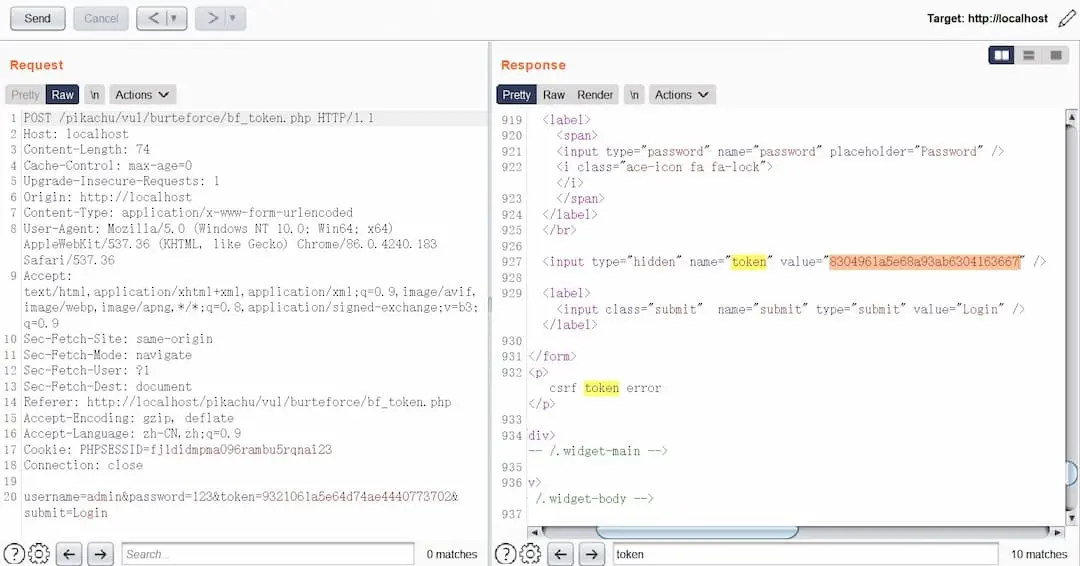 Send Cancel < | ▼ > | ▼ Target: http://localhost
Request
Pretty Raw \n Actions
1 POST /pikachu/vul/burteforce/bf_token.php HTTP/1.1
2 Host: localhost
3 Content-Length: 74
4 Cache-Control: max-age=0
5 Upgrade-Insecure-Requests: 1
6 Origin: http://localhost
7 Content-Type: application/x-www-form-urlencoded
8 User-Agent: Mozilla/5.0 (Windows NT 10.0; Win64; x64)
AppleWebKit/537.36 (KHTML, like Gecko) Chrome/86.0.4240.183
Safari/537.36
9 Accept:
text/html,application/xhtml+xml,application/xml;q=0.9,image/avif,
image/webp,image/apng,*/*;q=0.8,application/signed-exchange;v=b3;
q=0.9
10 Sec-Fetch-Site: same-origin
11 Sec-Fetch-Mode: navigate
12 Sec-Fetch-User: ?1
13 Sec-Fetch-Dest: document
14 Referer: http://localhost/pikachu/vul/burteforce/bf_token.php
15 Accept-Encoding: gzip, deflate
16 Accept-Language: zh-CN,zh;q=0.9
17 Cookie: PHPSESSID=fj1didmpma096rambu5rqnai23
18 Connection: close
19
20 username=admin&password=123&token=9321061a5e64d74ae4440773702&
submit=Login
? Search... 0 matches
Response
Pretty Raw Render \n Actions
919 <label>
920 <span>
921 <input type="password" name="password" placeholder="Password" />
922 <i class="ace-icon fa fa-lock">
</i>
923 </span>
924 </label>
925 </br>
926
927 <input type="hidden" name="token" value="8304961a5e68a93ab6304163667" />
928
929 <label>
<input class="submit" name="submit" type="submit" value="Login" />
</label>
930
931 </form>
932 <p>
csrf token error
</p>
933
934 div>
-- /.widget-main -->
935
936 v>
/.widget-body -->
937
? token 10 matches